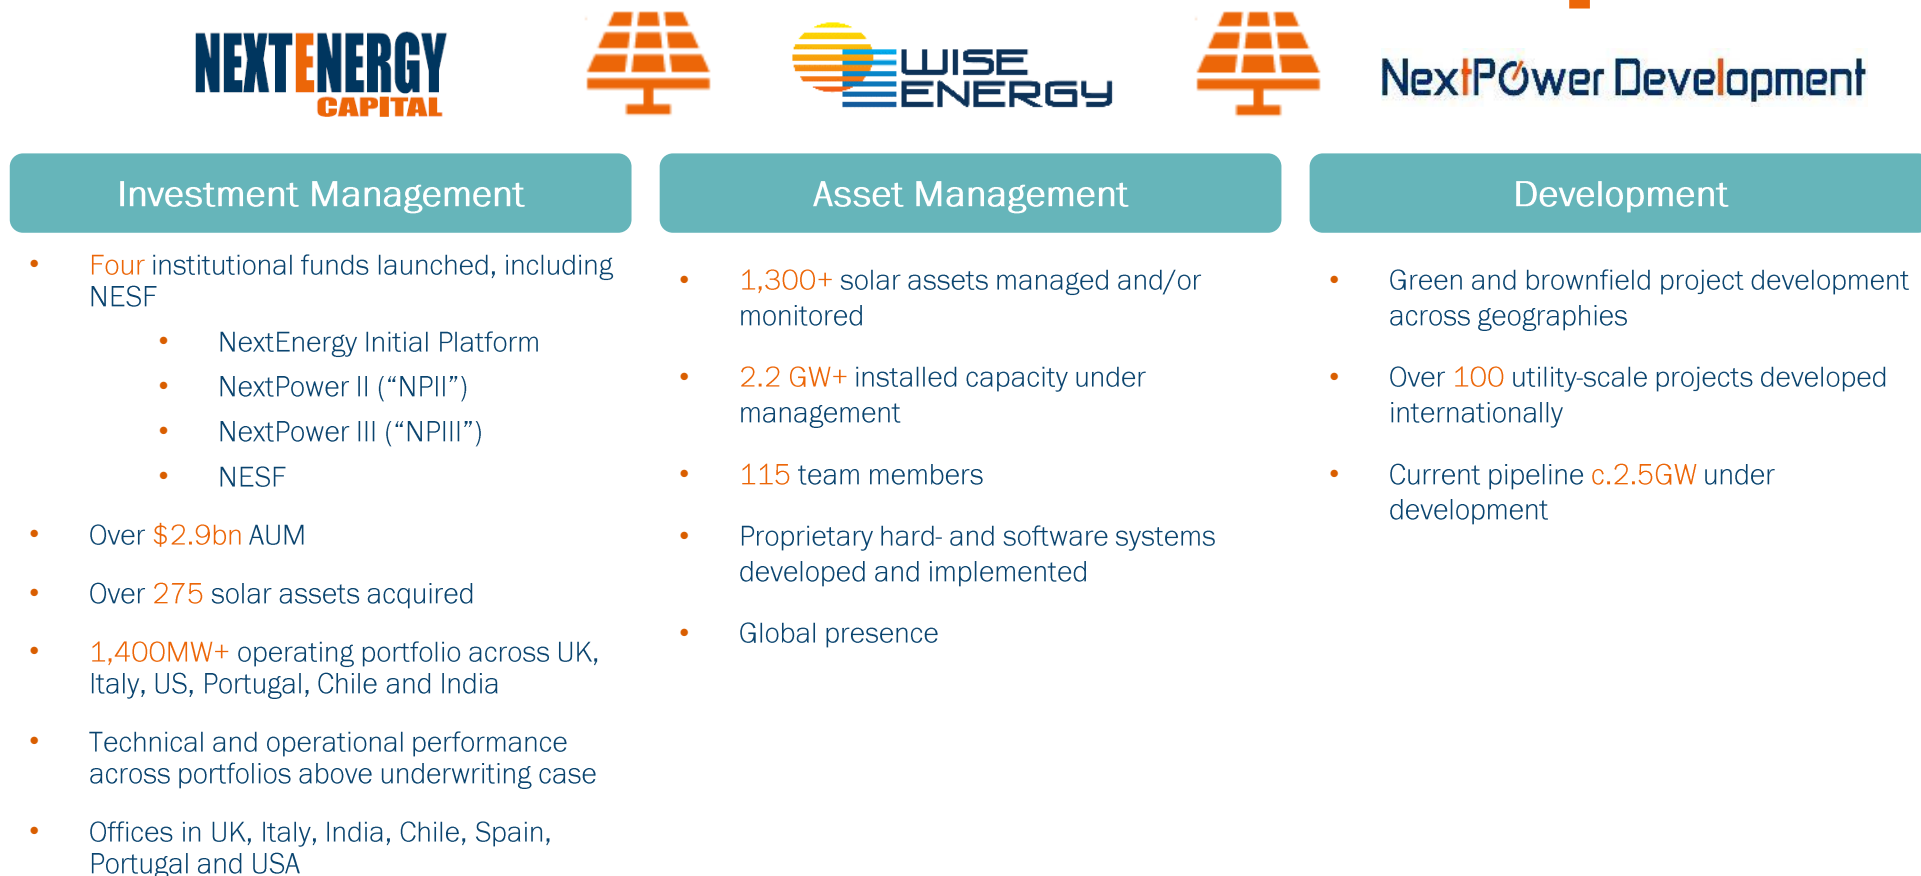 NEXTENERGY
CAPITAL
WISE
ENERGY
NextPower Development
Investment Management
• Four institutional funds launched, including
NESF
• NextEnergy Initial Platform
• NextPower II (“NPII”)
• NextPower III (“NPIII”)
• NESF
• Over $2.9bn AUM
• Over 275 solar assets acquired
• 1,400MW+ operating portfolio across UK,
Italy, US, Portugal, Chile and India
• Technical and operational performance
across portfolios above underwriting case
• Offices in UK, Italy, India, Chile, Spain,
Portugal and USA
Asset Management
• 1,300+ solar assets managed and/or
monitored
• 2.2 GW+ installed capacity under
management
• 115 team members
• Proprietary hard- and software systems
developed and implemented
• Global presence
Development
• Green and brownfield project development
across geographies
• Over 100 utility-scale projects developed
internationally
• Current pipeline c.2.5GW under
development